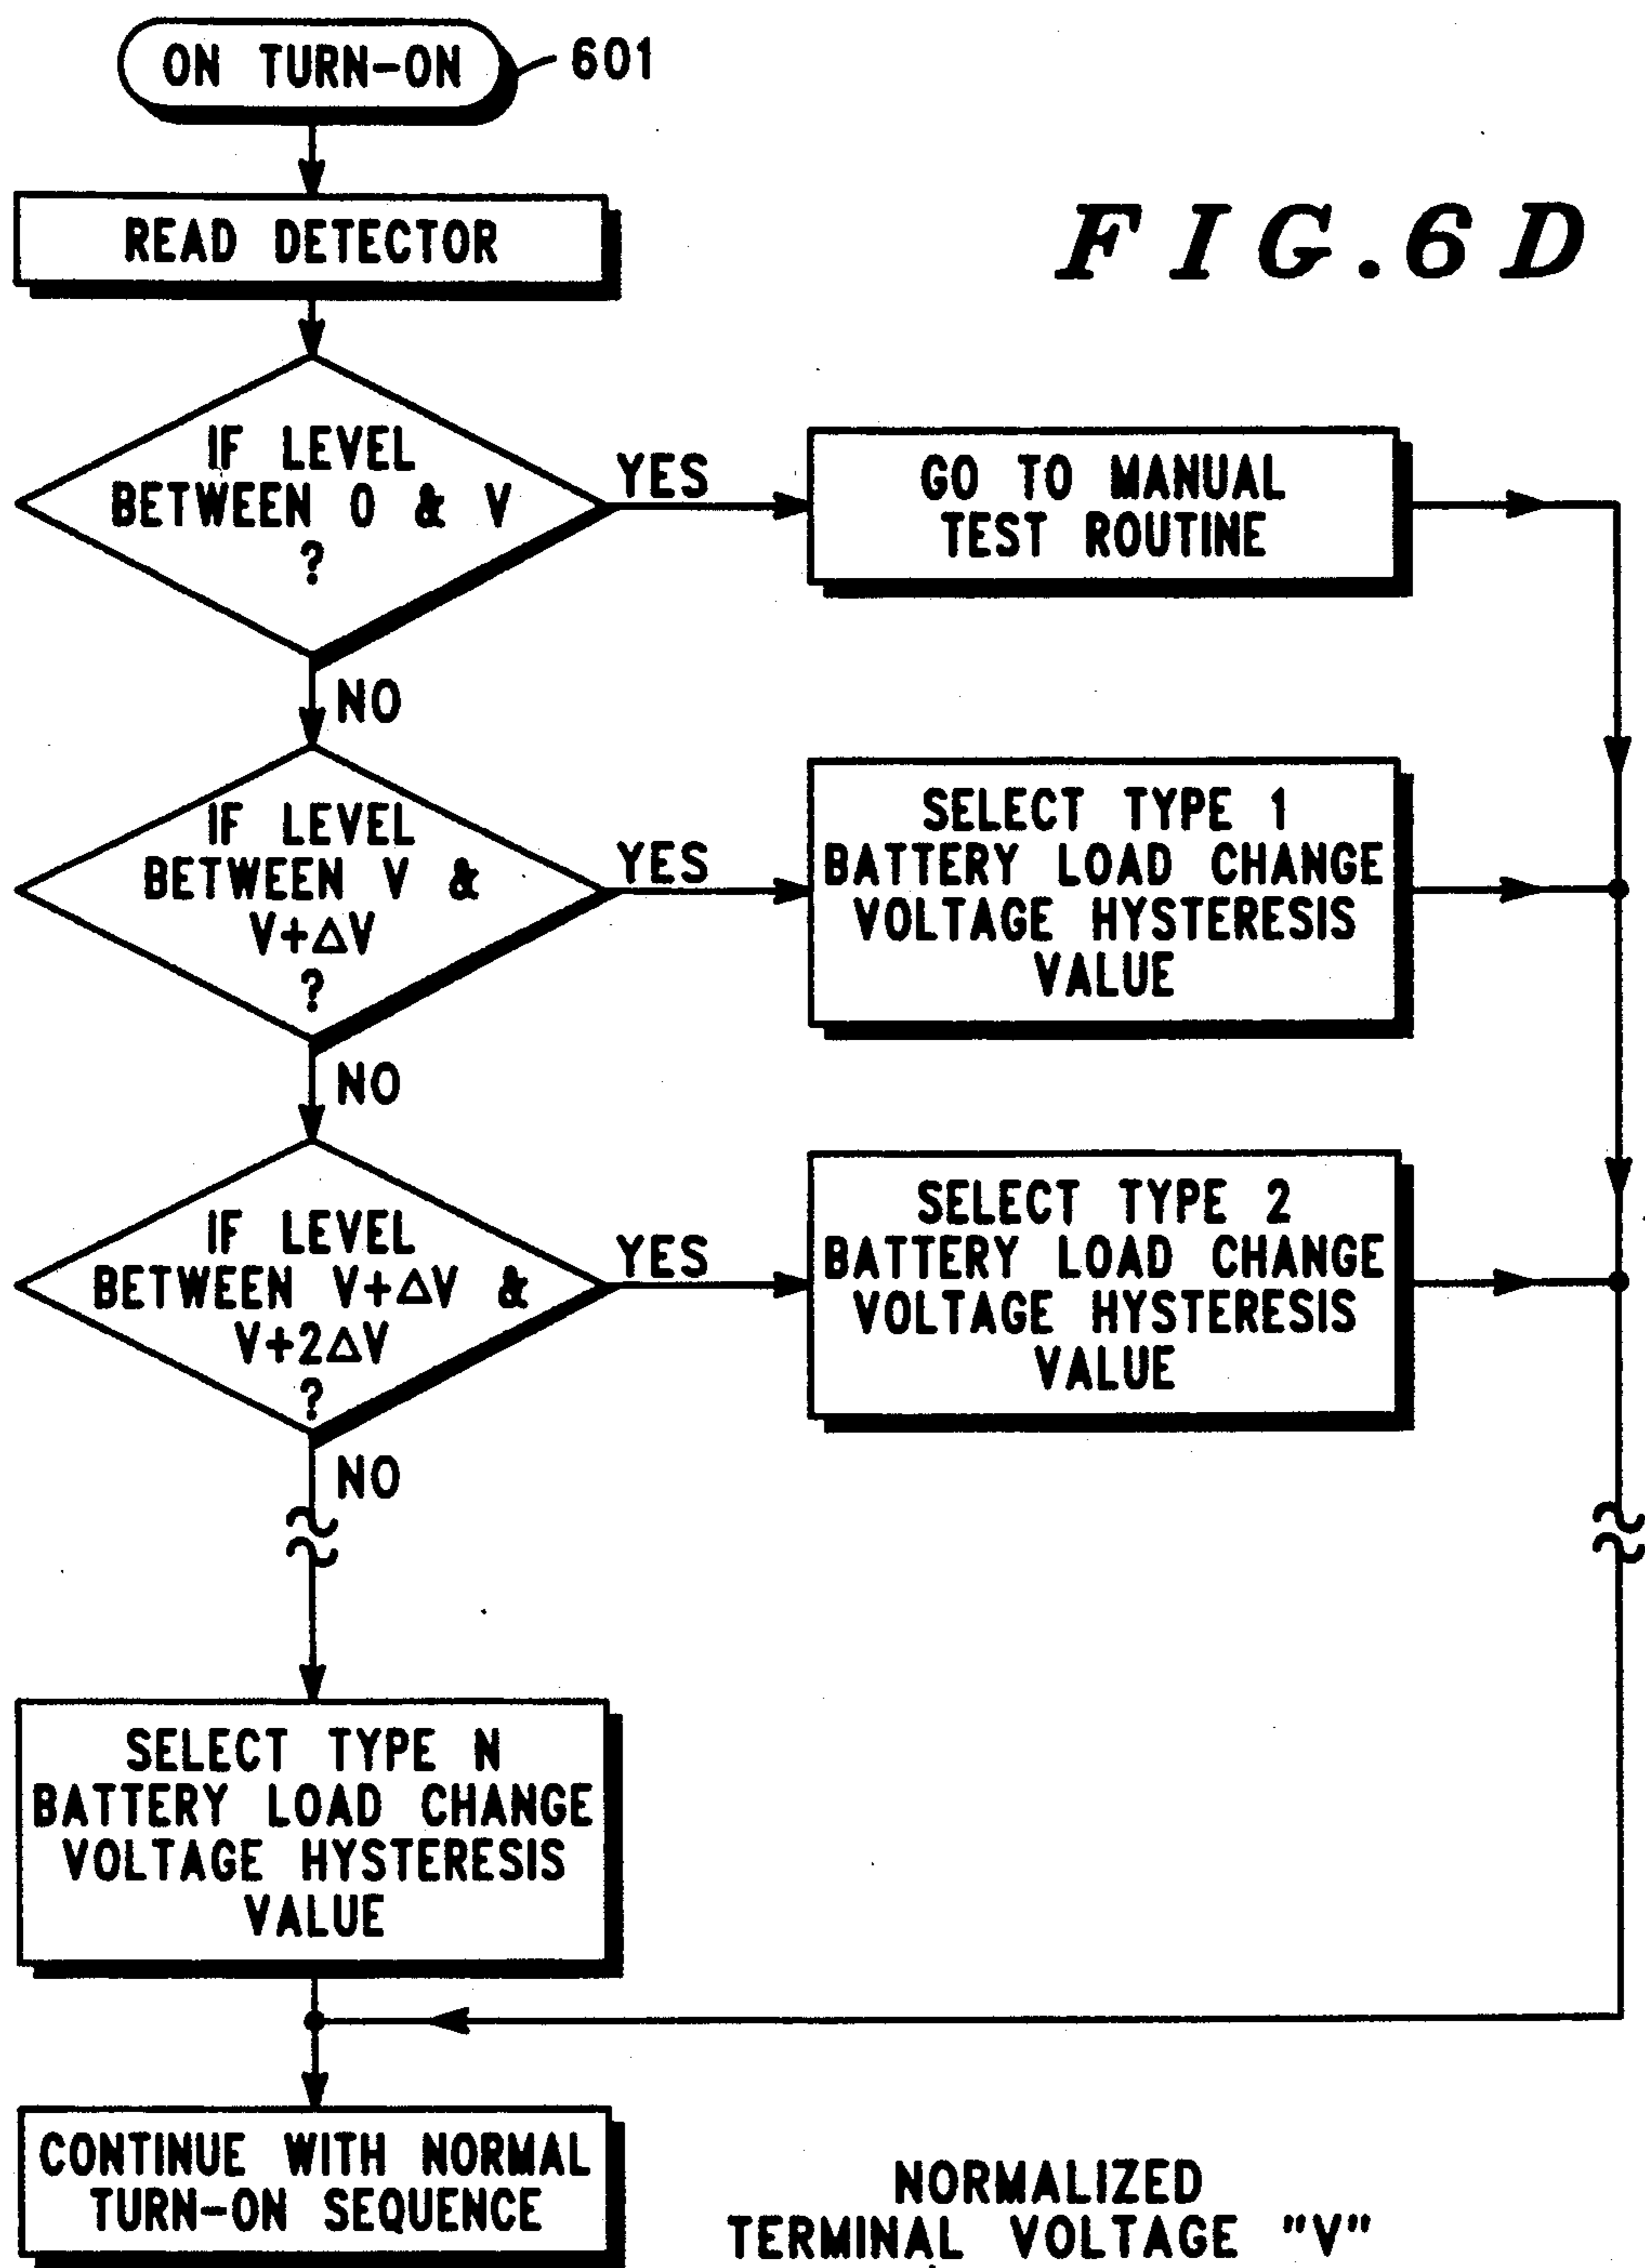 ON TURN-ON
601
READ DETECTOR
FIG.6D
IF LEVEL
BETWEEN 0 & V
?
YES
GO TO MANUAL
TEST ROUTINE
NO
IF LEVEL
BETWEEN V &
V+ΔV
?
YES
SELECT TYPE 1
BATTERY LOAD CHANGE
VOLTAGE HYSTERESIS
VALUE
NO
IF LEVEL
BETWEEN V+ΔV &
V+2ΔV
?
YES
SELECT TYPE 2
BATTERY LOAD CHANGE
VOLTAGE HYSTERESIS
VALUE
NO
SELECT TYPE N
BATTERY LOAD CHANGE
VOLTAGE HYSTERESIS
VALUE
CONTINUE WITH NORMAL
TURN-ON SEQUENCE
NORMALIZED
TERMINAL VOLTAGE "V"